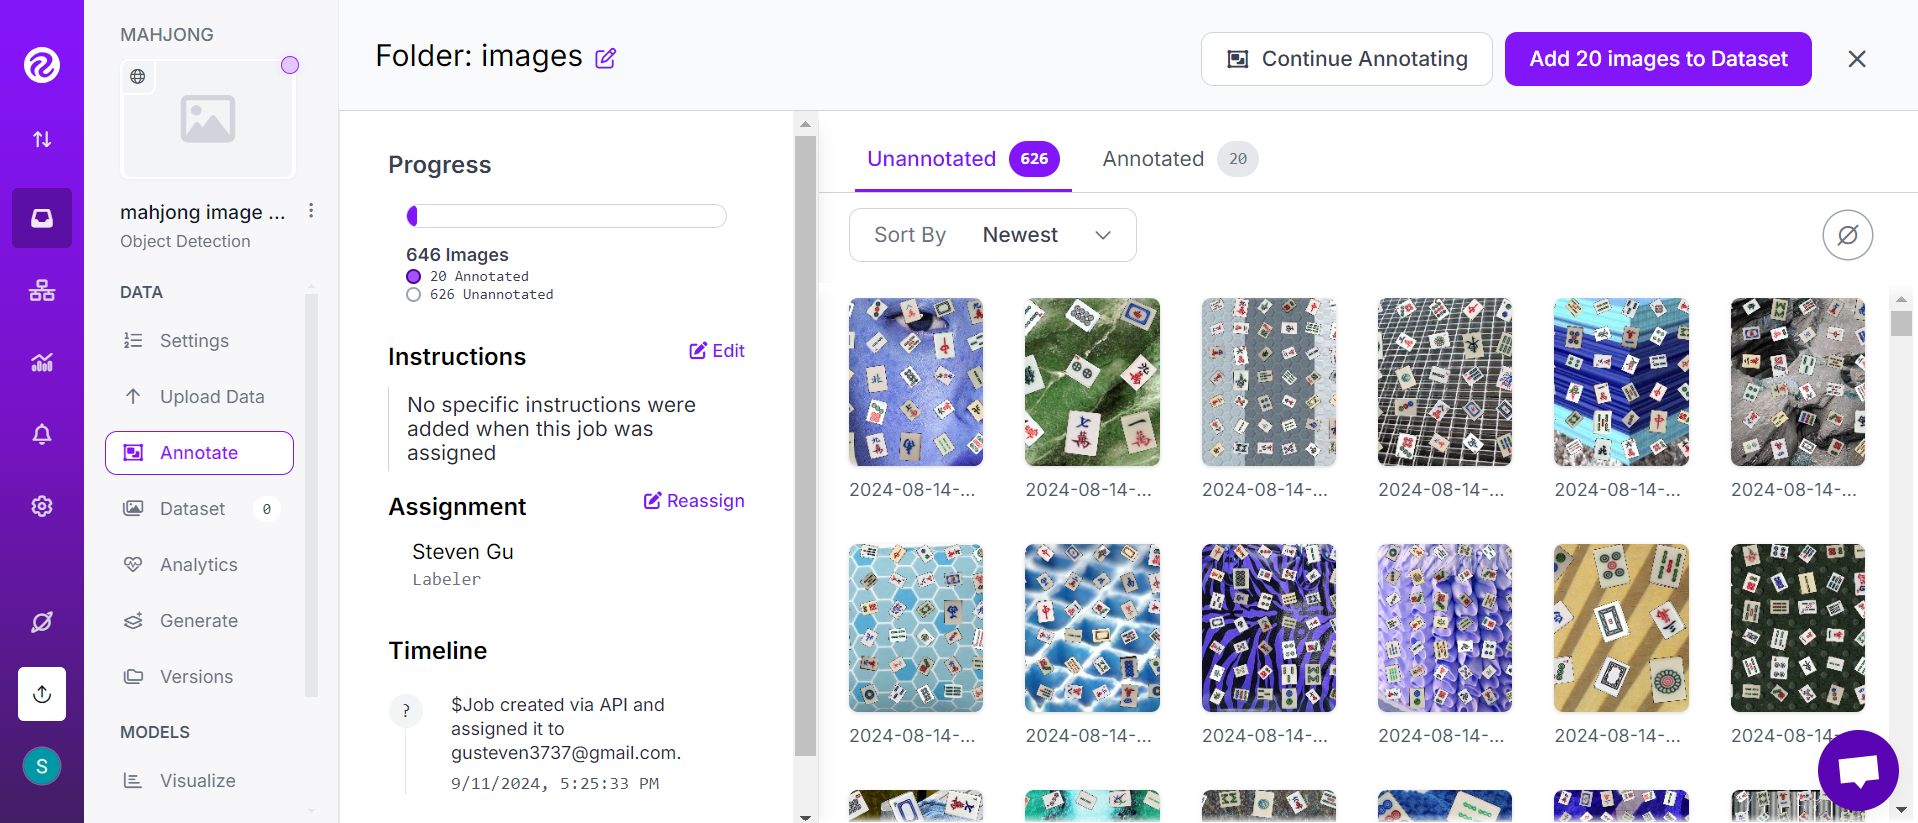 MAHJONG
mahjong image ...
Object Detection
DATA
Settings
Upload Data
Annotate
Dataset 0
Analytics
Generate
Versions
MODELS
Visualize
S
Folder: images
Continue Annotating
Add 20 images to Dataset
Progress
646 Images
20 Annotated
626 Unannotated
Instructions
Edit
No specific instructions were
added when this job was
assigned
Assignment
Reassign
Steven Gu
Labeler
Timeline
?
$Job created via API and
assigned it to
gusteven3737@gmail.com.
9/11/2024, 5:25:33 PM
Unannotated 626
Annotated 20
Sort By Newest
2024-08-14-...
2024-08-14-...
2024-08-14-...
2024-08-14-...
2024-08-14-...
2024-08-14-...
2024-08-14-...
2024-08-14-...
2024-08-14-...
2024-08-14-...
2024-08-14-...
2024-08-14-...